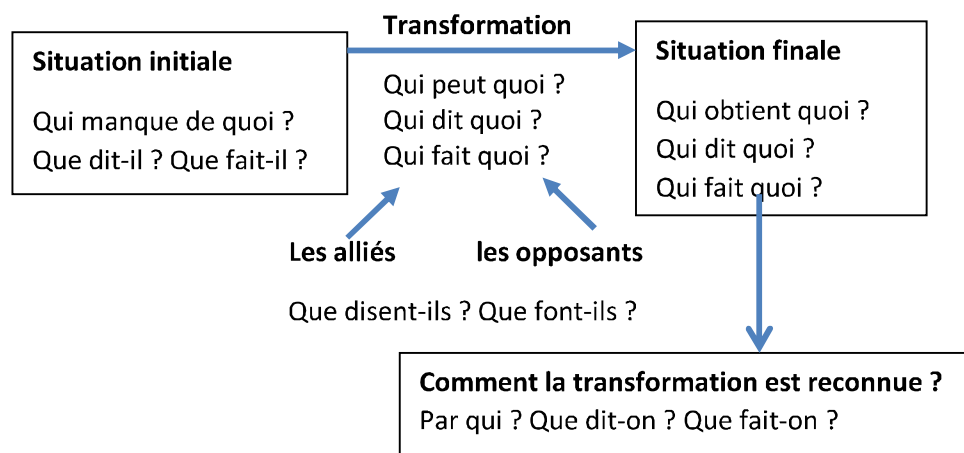 Transformation
Situation initiale
Qui manque de quoi ?
Que dit-il ? Que fait-il ?
Qui peut quoi ?
Qui dit quoi ?
Qui fait quoi ?
Situation finale
Qui obtient quoi ?
Qui dit quoi ?
Qui fait quoi ?
Les alliés
les opposants
Que disent-ils ? Que font-ils ?
Comment la transformation est reconnue ?
Par qui ? Que dit-on ? Que fait-on ?